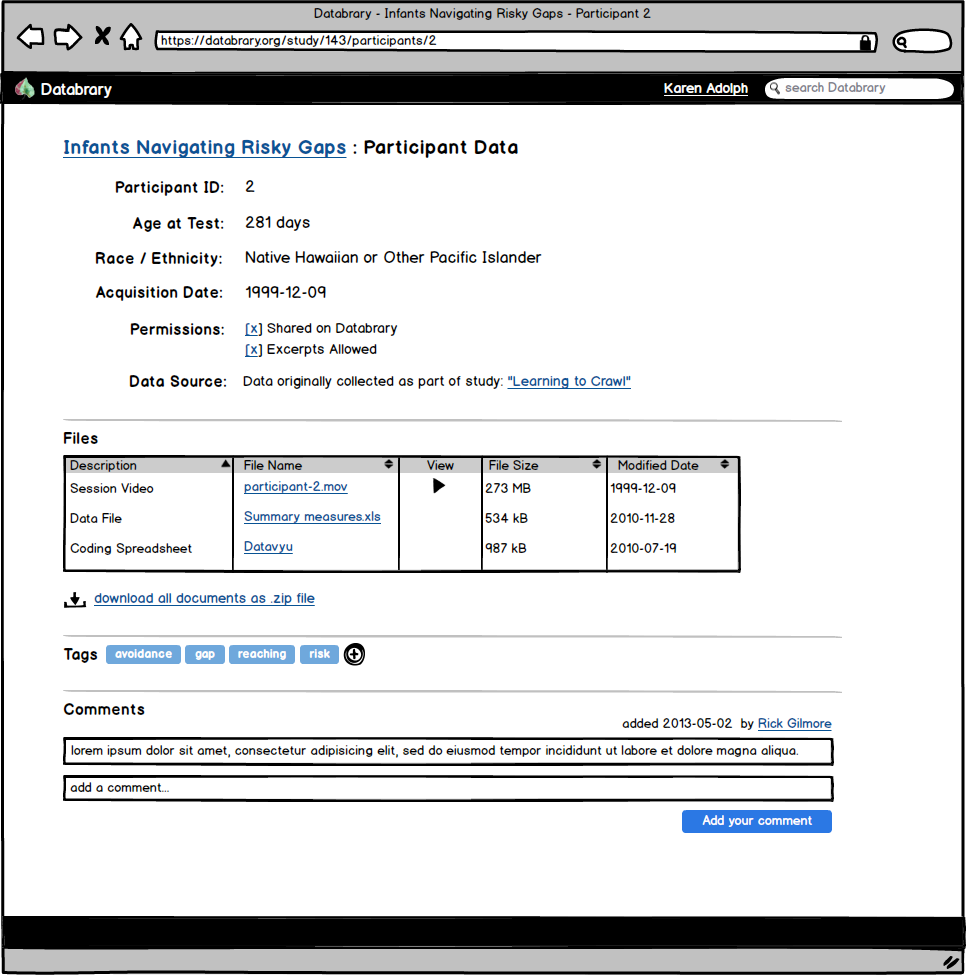 Databrary - Infants Navigating Risky Gaps - Participant 2
https://databrary.org/study/143/participants/2
Databrary Karen Adolph search Databrary
Infants Navigating Risky Gaps : Participant Data
Participant ID: 2
Age at Test: 281 days
Race / Ethnicity: Native Hawaiian or Other Pacific Islander
Acquisition Date: 1999-12-09
Permissions: [x] Shared on Databrary
[x] Excerpts Allowed
Data Source: Data originally collected as part of study: "Learning to Crawl"
Files
Description File Name View File Size Modified Date
Session Video participant-2.mov 273 MB 1999-12-09
Data File Summary measures.xls 534 kB 2010-11-28
Coding Spreadsheet Datavyu 987 kB 2010-07-19
download all documents as .zip file
Tags avoidance gap reaching risk
Comments
added 2013-05-02 by Rick Gilmore
lorem ipsum dolor sit amet, consectetur adipisicing elit, sed do eiusmod tempor incididunt ut labore et dolore magna aliqua.
add a comment...
Add your comment